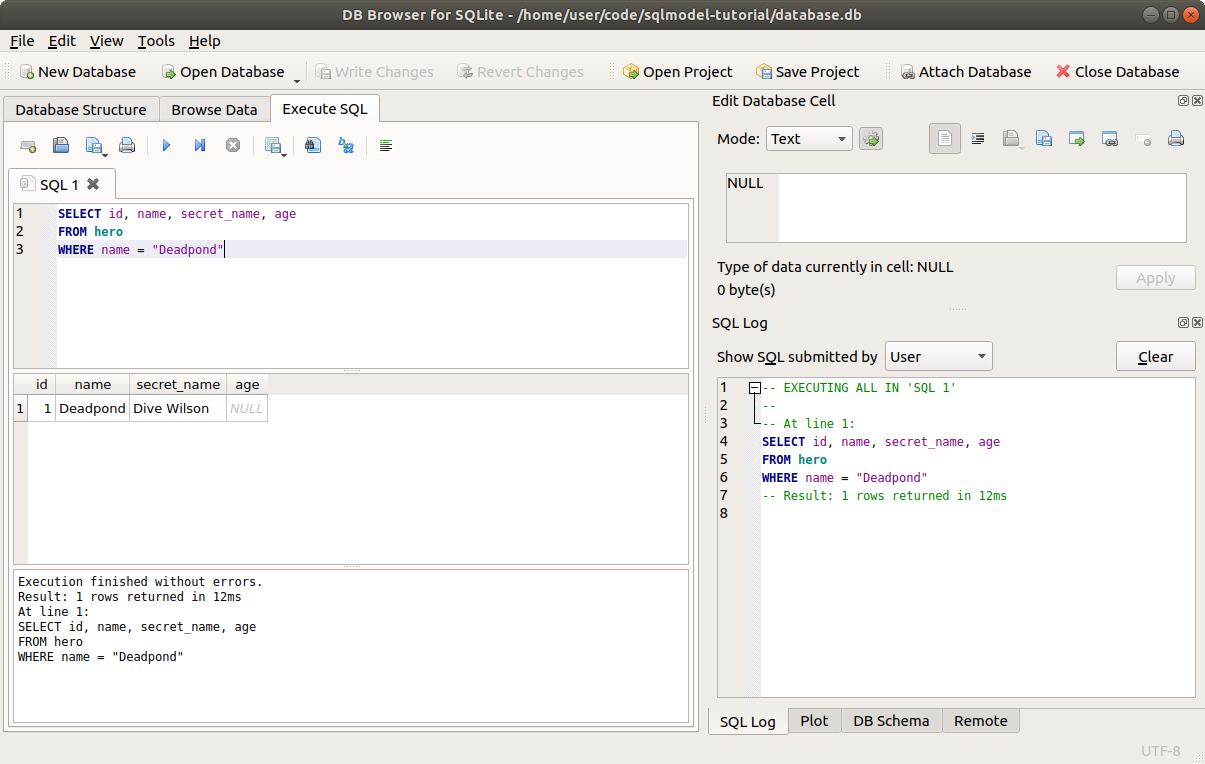 DB Browser for SQLite - /home/user/code/sqlmodel-tutorial/database.db
File Edit View Tools Help
New Database Open Database Write Changes Revert Changes Open Project Save Project Attach Database Close Database
Database Structure Browse Data Execute SQL
SQL 1
1 SELECT id, name, secret_name, age
2 FROM hero
3 WHERE name = "Deadpond"
id name secret_name age
1 1 Deadpond Dive Wilson NULL
Execution finished without errors.
Result: 1 rows returned in 12ms
At line 1:
SELECT id, name, secret_name, age
FROM hero
WHERE name = "Deadpond"
Edit Database Cell
Mode: Text
NULL
Type of data currently in cell: NULL
0 byte(s)
Apply
SQL Log
Show SQL submitted by User Clear
1 -- EXECUTING ALL IN 'SQL 1'
2 --
3 -- At line 1:
4 SELECT id, name, secret_name, age
5 FROM hero
6 WHERE name = "Deadpond"
7 -- Result: 1 rows returned in 12ms
8
SQL Log Plot DB Schema Remote
UTF-8